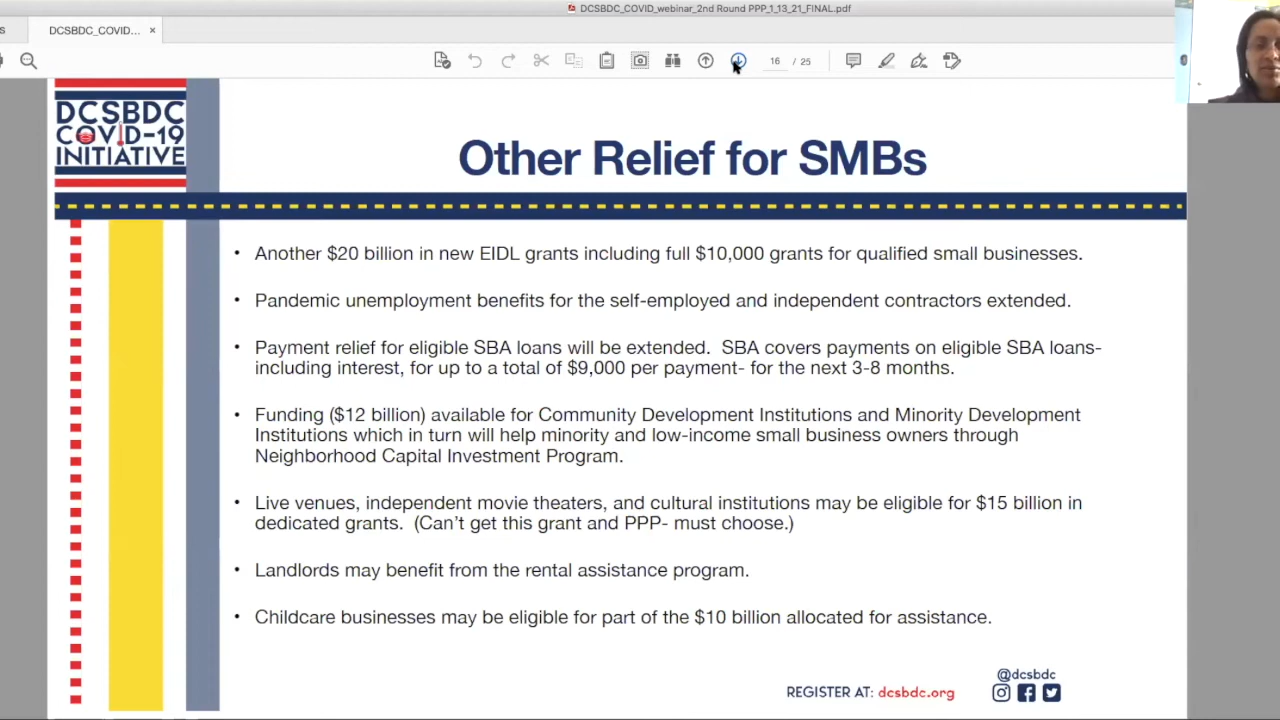 DCSBDC_COVID_webinar_2nd Round PPP_1_13_21_FINAL.pdf
s
DCSBDC_COVID... ×
16 / 25
DCSBDC
COVID-19
INITIATIVE
Other Relief for SMBs
• Another $20 billion in new EIDL grants including full $10,000 grants for qualified small businesses.
• Pandemic unemployment benefits for the self-employed and independent contractors extended.
• Payment relief for eligible SBA loans will be extended.  SBA covers payments on eligible SBA loans-
including interest, for up to a total of $9,000 per payment- for the next 3-8 months.
• Funding ($12 billion) available for Community Development Institutions and Minority Development
Institutions which in turn will help minority and low-income small business owners through
Neighborhood Capital Investment Program.
• Live venues, independent movie theaters, and cultural institutions may be eligible for $15 billion in
dedicated grants.  (Can't get this grant and PPP- must choose.)
• Landlords may benefit from the rental assistance program.
• Childcare businesses may be eligible for part of the $10 billion allocated for assistance.
@dcsbdc
REGISTER AT: dcsbdc.org